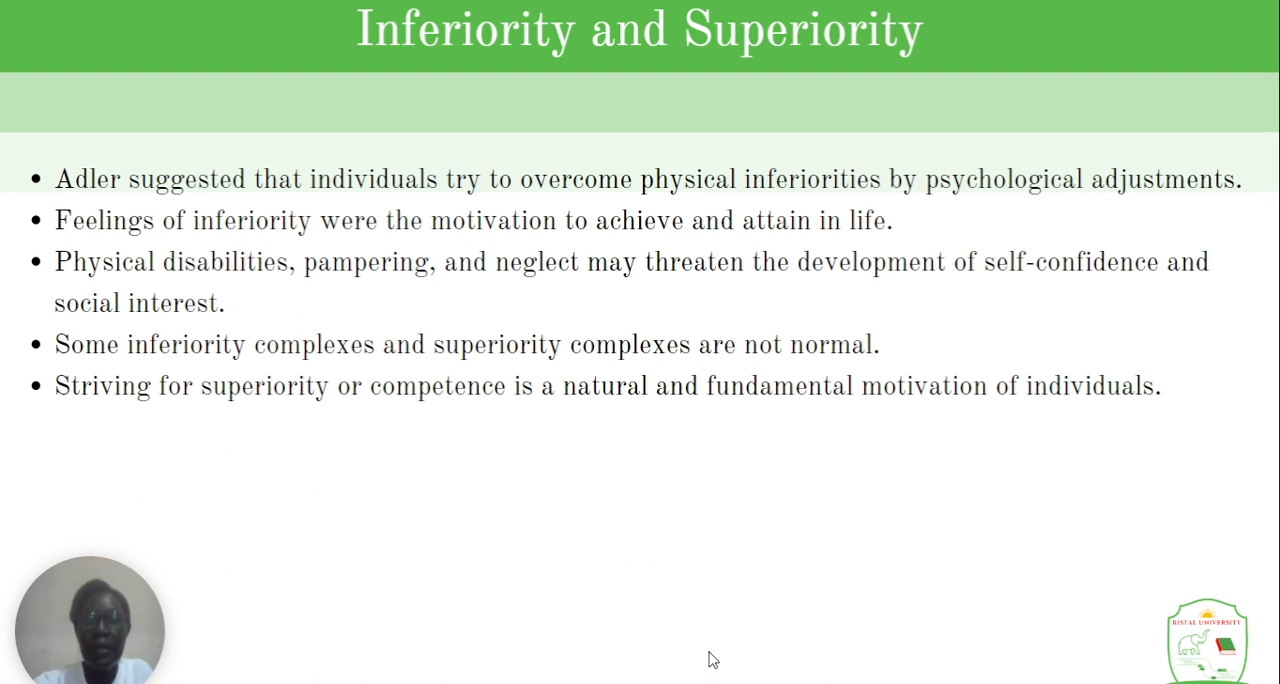 Inferiority and Superiority
• Adler suggested that individuals try to overcome physical inferiorities by psychological adjustments.
• Feelings of inferiority were the motivation to achieve and attain in life.
• Physical disabilities, pampering, and neglect may threaten the development of self-confidence and
social interest.
• Some inferiority complexes and superiority complexes are not normal.
• Striving for superiority or competence is a natural and fundamental motivation of individuals.
RISTAL UNIVERSITY